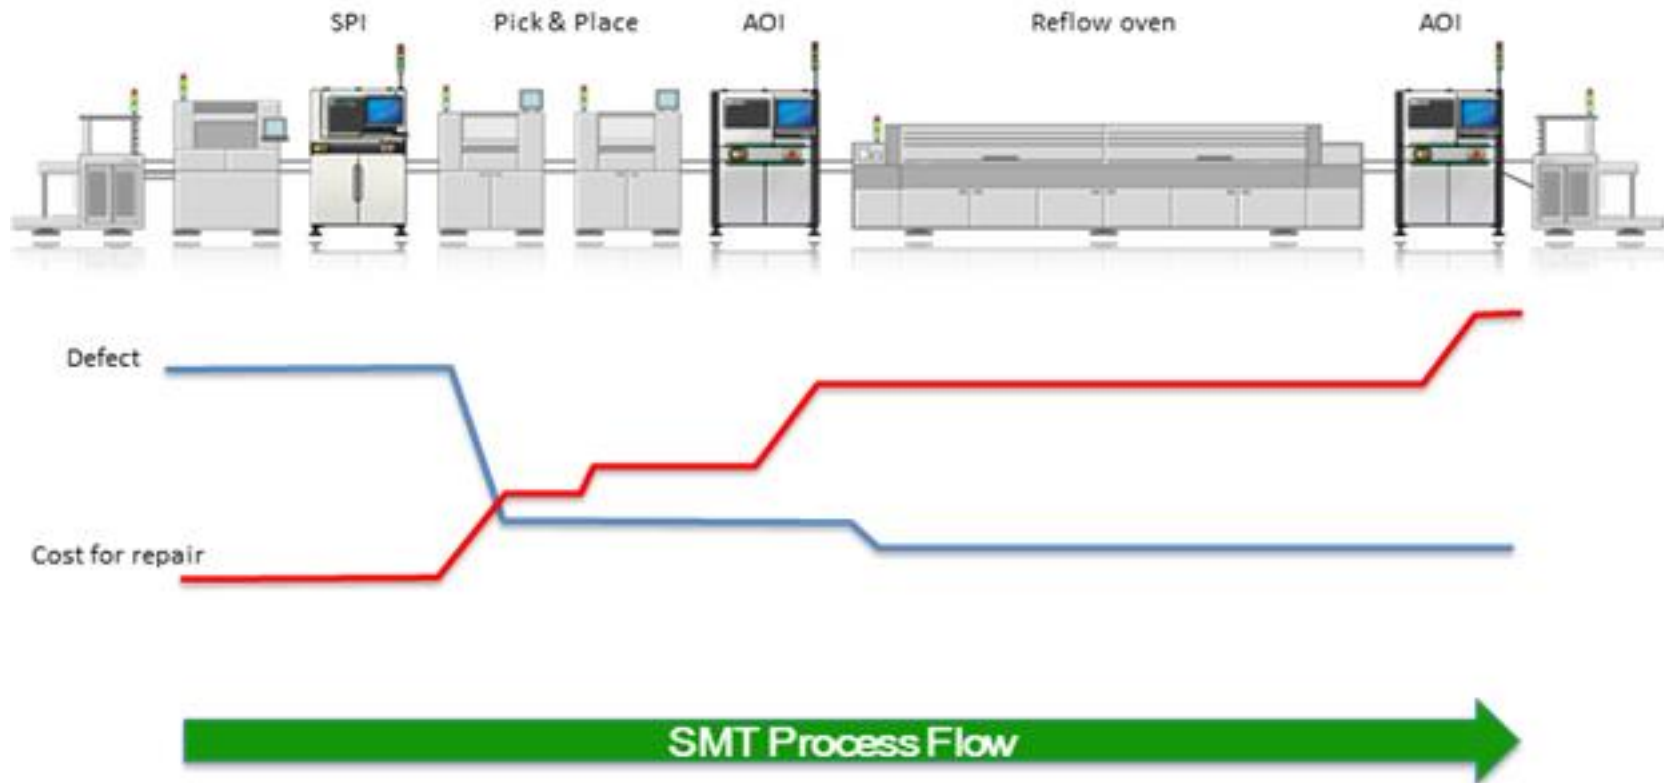 SPI
Pick & Place
AOI
Reflow oven
AOI
Defect
Cost for repair
SMT Process Flow